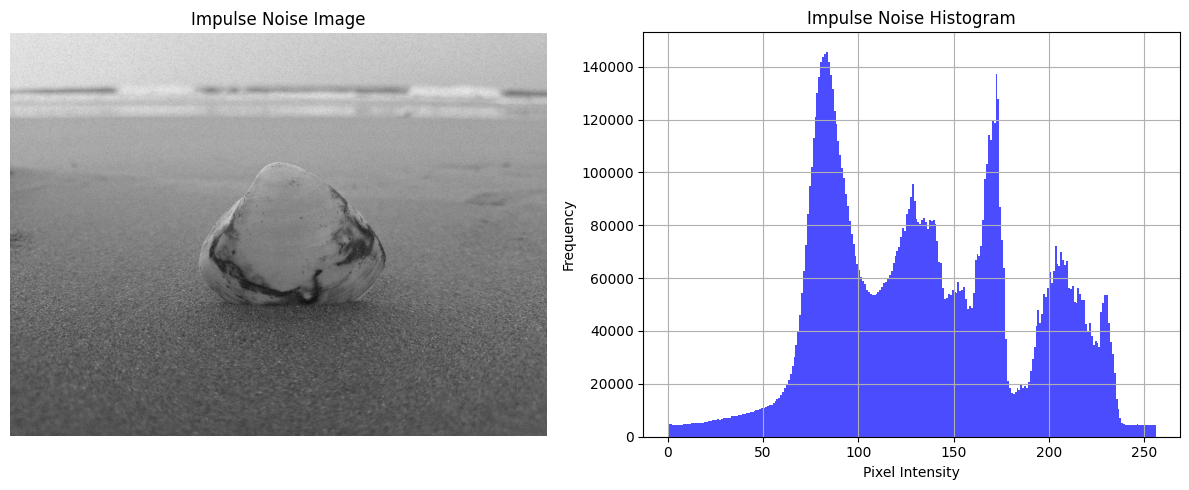 Impulse Noise Image
Impulse Noise Histogram
Frequency
140000
120000
100000
80000
60000
40000
20000
0
0 50 100 150 200 250
Pixel Intensity